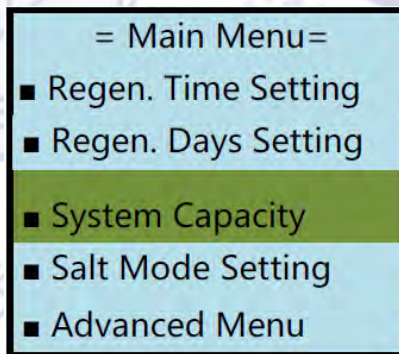 = Main Menu=
■ Regen. Time Setting
■ Regen. Days Setting
■ System Capacity
■ Salt Mode Setting
■ Advanced Menu